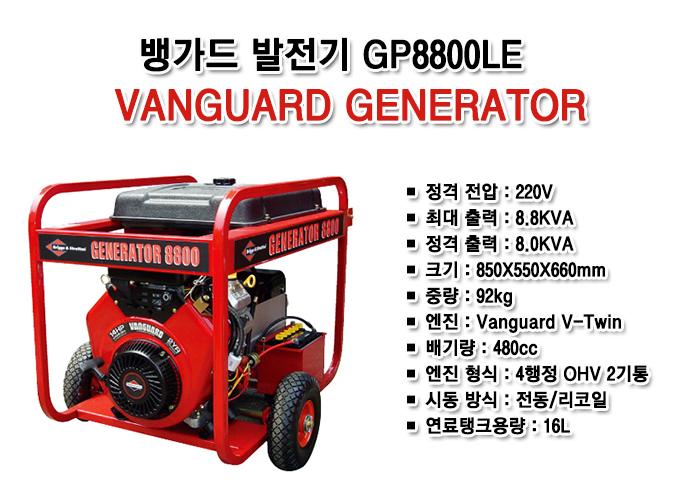 뱅가드 발전기 GP8800LE
VANGUARD GENERATOR
■ 정격 전압 : 220V
■ 최대 출력 : 8.8KVA
■ 정격 출력 : 8.0KVA
■ 크기 : 850X550X660mm
■ 중량 : 92kg
■ 엔진 : Vanguard V-Twin
■ 배기량 : 480cc
■ 엔진 형식 : 4행정 OHV 2기통
■ 시동 방식 : 전동/리코일
■ 연료탱크용량 : 16L
Briggs & Stratton
GENERATOR 8800
14HP
VANGUARD